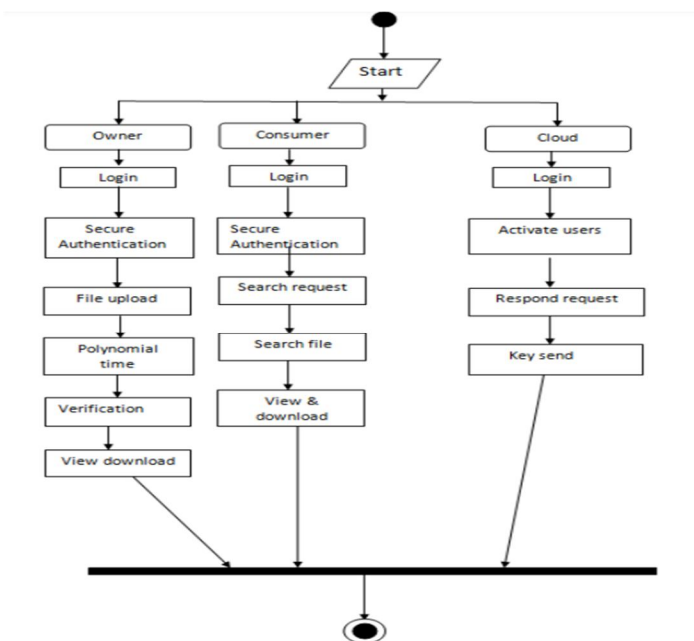 Start
Owner
Login
Secure
Authentication
File upload
Polynomial
time
Verification
View download
Consumer
Login
Secure
Authentication
Search request
Search file
View &
download
Cloud
Login
Activate users
Respond request
Key send